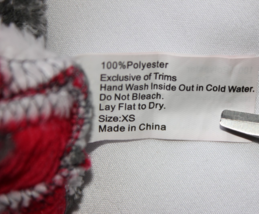 100%Polyester
Exclusive of Trims
Hand Wash Inside Out in Cold Water.
Do Not Bleach.
Lay Flat to Dry.
Size:XS
Made in China